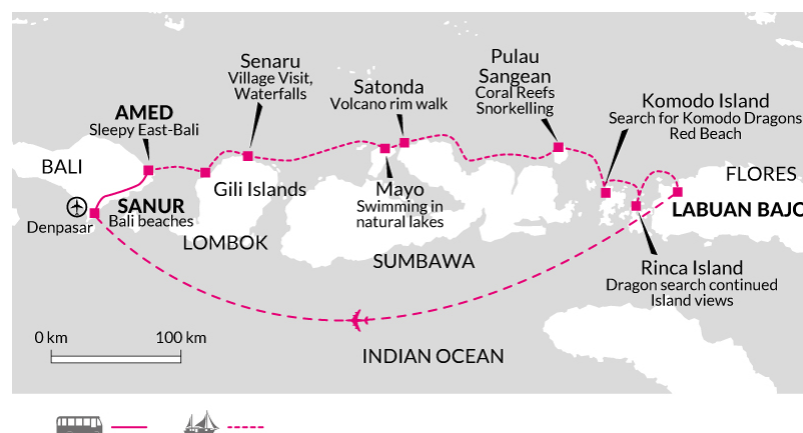 Senaru
Village Visit,
Waterfalls
Pulau
Sangean
Coral Reefs
Snorkelling
Satonda
Volcano rim walk
Komodo Island
Search for Komodo Dragons
Red Beach
AMED
Sleepy East-Bali
BALI
FLORES
Gili Islands
Mayo
Swimming in
natural lakes
SANUR
Bali beaches
Denpasar
LABUAN BAJO
LOMBOK
SUMBAWA
Rinca Island
Dragon search continued
Island views
0 km
100 km
INDIAN OCEAN